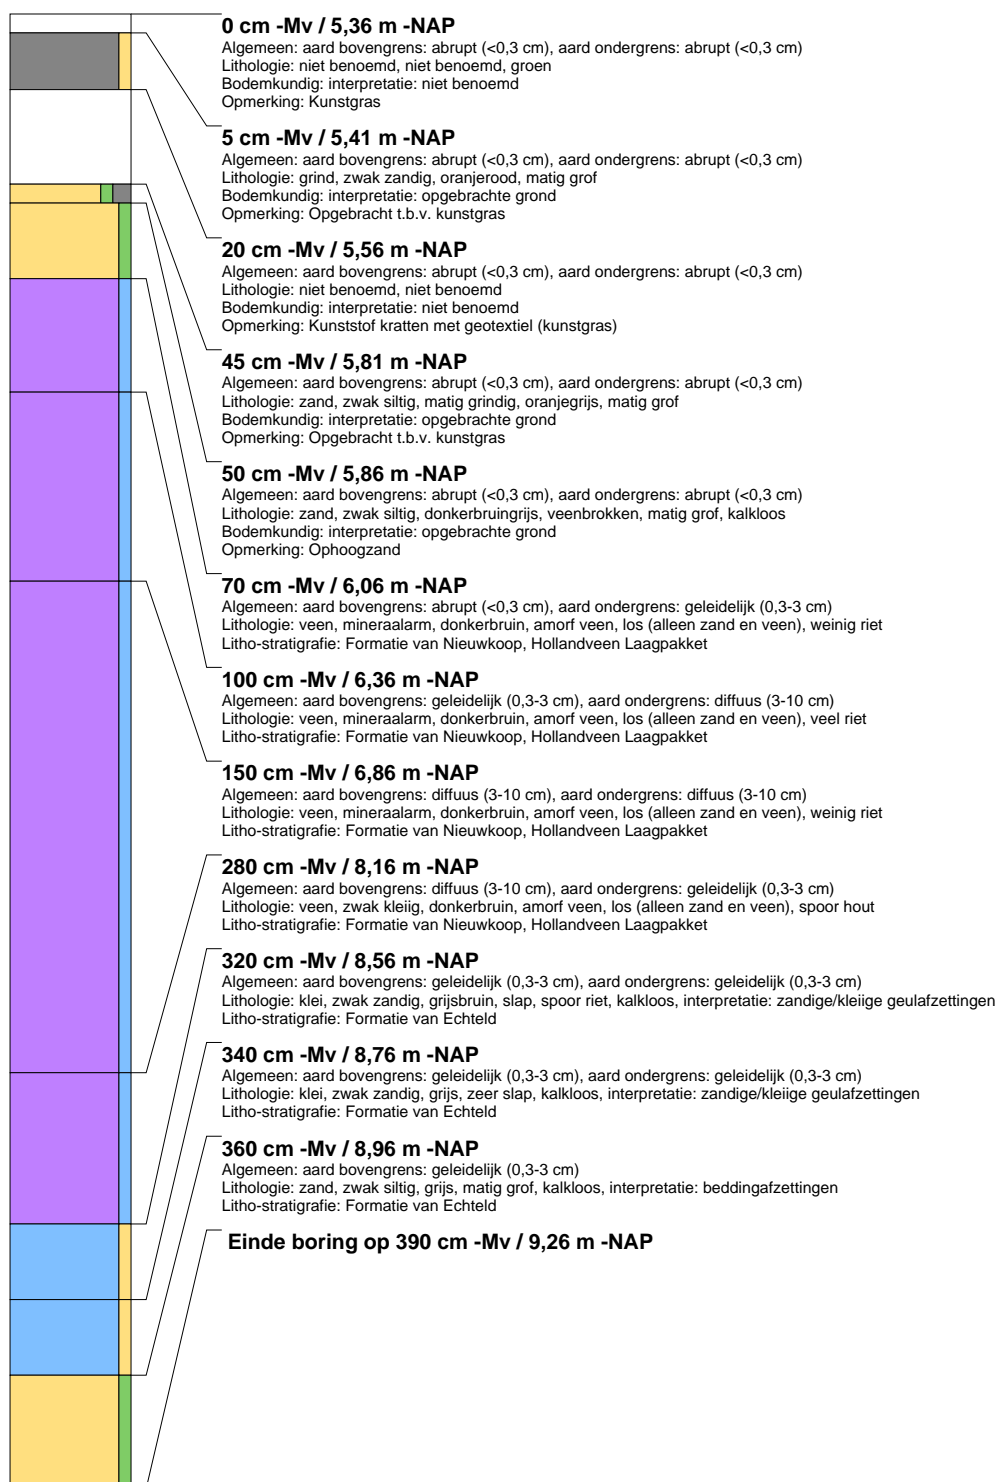 0 cm -Mv / 5,36 m -NAP
Algemeen: aard bovengrens: abrupt (<0,3 cm), aard ondergrens: abrupt (<0,3 cm)
Lithologie: niet benoemd, niet benoemd, groen
Bodemkundig: interpretatie: niet benoemd
Opmerking: Kunstgras
5 cm -Mv / 5,41 m -NAP
Algemeen: aard bovengrens: abrupt (<0,3 cm), aard ondergrens: abrupt (<0,3 cm)
Lithologie: grind, zwak zandig, oranjerood, matig grof
Bodemkundig: interpretatie: opgebrachte grond
Opmerking: Opgebracht t.b.v. kunstgras
20 cm -Mv / 5,56 m -NAP
Algemeen: aard bovengrens: abrupt (<0,3 cm), aard ondergrens: abrupt (<0,3 cm)
Lithologie: niet benoemd, niet benoemd
Bodemkundig: interpretatie: niet benoemd
Opmerking: Kunststof kratten met geotextiel (kunstgras)
45 cm -Mv / 5,81 m -NAP
Algemeen: aard bovengrens: abrupt (<0,3 cm), aard ondergrens: abrupt (<0,3 cm)
Lithologie: zand, zwak siltig, matig grindig, oranjegrijs, matig grof
Bodemkundig: interpretatie: opgebrachte grond
Opmerking: Opgebracht t.b.v. kunstgras
50 cm -Mv / 5,86 m -NAP
Algemeen: aard bovengrens: abrupt (<0,3 cm), aard ondergrens: abrupt (<0,3 cm)
Lithologie: zand, zwak siltig, donkerbruingrijs, veenbrokken, matig grof, kalkloos
Bodemkundig: interpretatie: opgebrachte grond
Opmerking: Ophoogzand
70 cm -Mv / 6,06 m -NAP
Algemeen: aard bovengrens: abrupt (<0,3 cm), aard ondergrens: geleidelijk (0,3-3 cm)
Lithologie: veen, mineraalarm, donkerbruin, amorf veen, los (alleen zand en veen), weinig riet
Litho-stratigrafie: Formatie van Nieuwkoop, Hollandveen Laagpakket
100 cm -Mv / 6,36 m -NAP
Algemeen: aard bovengrens: geleidelijk (0,3-3 cm), aard ondergrens: diffuus (3-10 cm)
Lithologie: veen, mineraalarm, donkerbruin, amorf veen, los (alleen zand en veen), veel riet
Litho-stratigrafie: Formatie van Nieuwkoop, Hollandveen Laagpakket
150 cm -Mv / 6,86 m -NAP
Algemeen: aard bovengrens: diffuus (3-10 cm), aard ondergrens: diffuus (3-10 cm)
Lithologie: veen, mineraalarm, donkerbruin, amorf veen, los (alleen zand en veen), weinig riet
Litho-stratigrafie: Formatie van Nieuwkoop, Hollandveen Laagpakket
280 cm -Mv / 8,16 m -NAP
Algemeen: aard bovengrens: diffuus (3-10 cm), aard ondergrens: geleidelijk (0,3-3 cm)
Lithologie: veen, zwak kleiig, donkerbruin, amorf veen, los (alleen zand en veen), spoor hout
Litho-stratigrafie: Formatie van Nieuwkoop, Hollandveen Laagpakket
320 cm -Mv / 8,56 m -NAP
Algemeen: aard bovengrens: geleidelijk (0,3-3 cm), aard ondergrens: geleidelijk (0,3-3 cm)
Lithologie: klei, zwak zandig, grijsbruin, slap, spoor riet, kalkloos, interpretatie: zandige/kleiige geulafzettingen
Litho-stratigrafie: Formatie van Echteld
340 cm -Mv / 8,76 m -NAP
Algemeen: aard bovengrens: geleidelijk (0,3-3 cm), aard ondergrens: geleidelijk (0,3-3 cm)
Lithologie: klei, zwak zandig, grijs, zeer slap, kalkloos, interpretatie: zandige/kleiige geulafzettingen
Litho-stratigrafie: Formatie van Echteld
360 cm -Mv / 8,96 m -NAP
Algemeen: aard bovengrens: geleidelijk (0,3-3 cm)
Lithologie: zand, zwak siltig, grijs, matig grof, kalkloos, interpretatie: beddingafzettingen
Litho-stratigrafie: Formatie van Echteld
Einde boring op 390 cm -Mv / 9,26 m -NAP